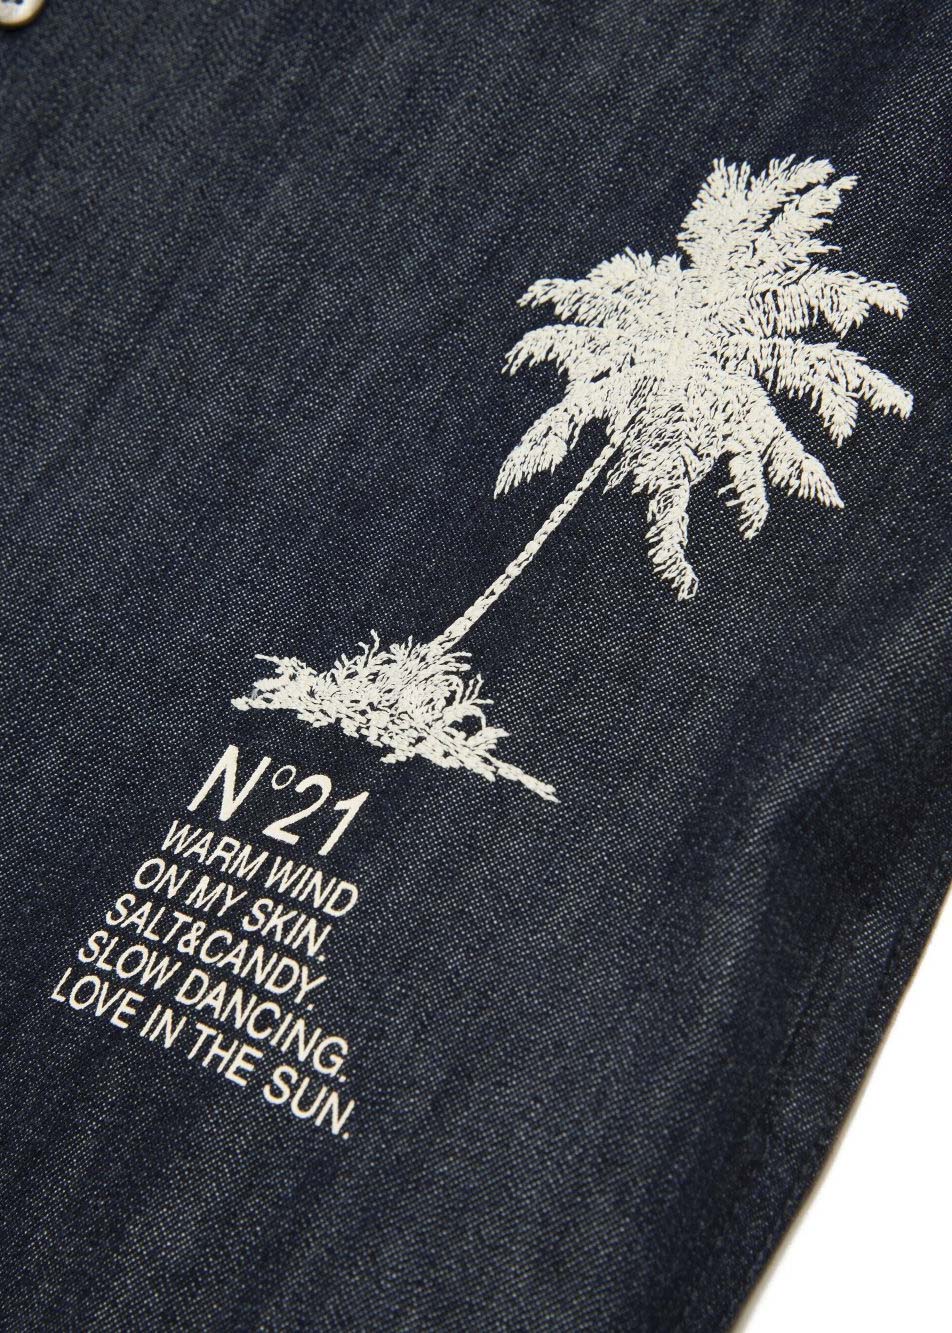 N°21
WARM WIND
ON MY SKIN.
SALT&CANDY.
SLOW DANCING.
LOVE IN THE SUN.